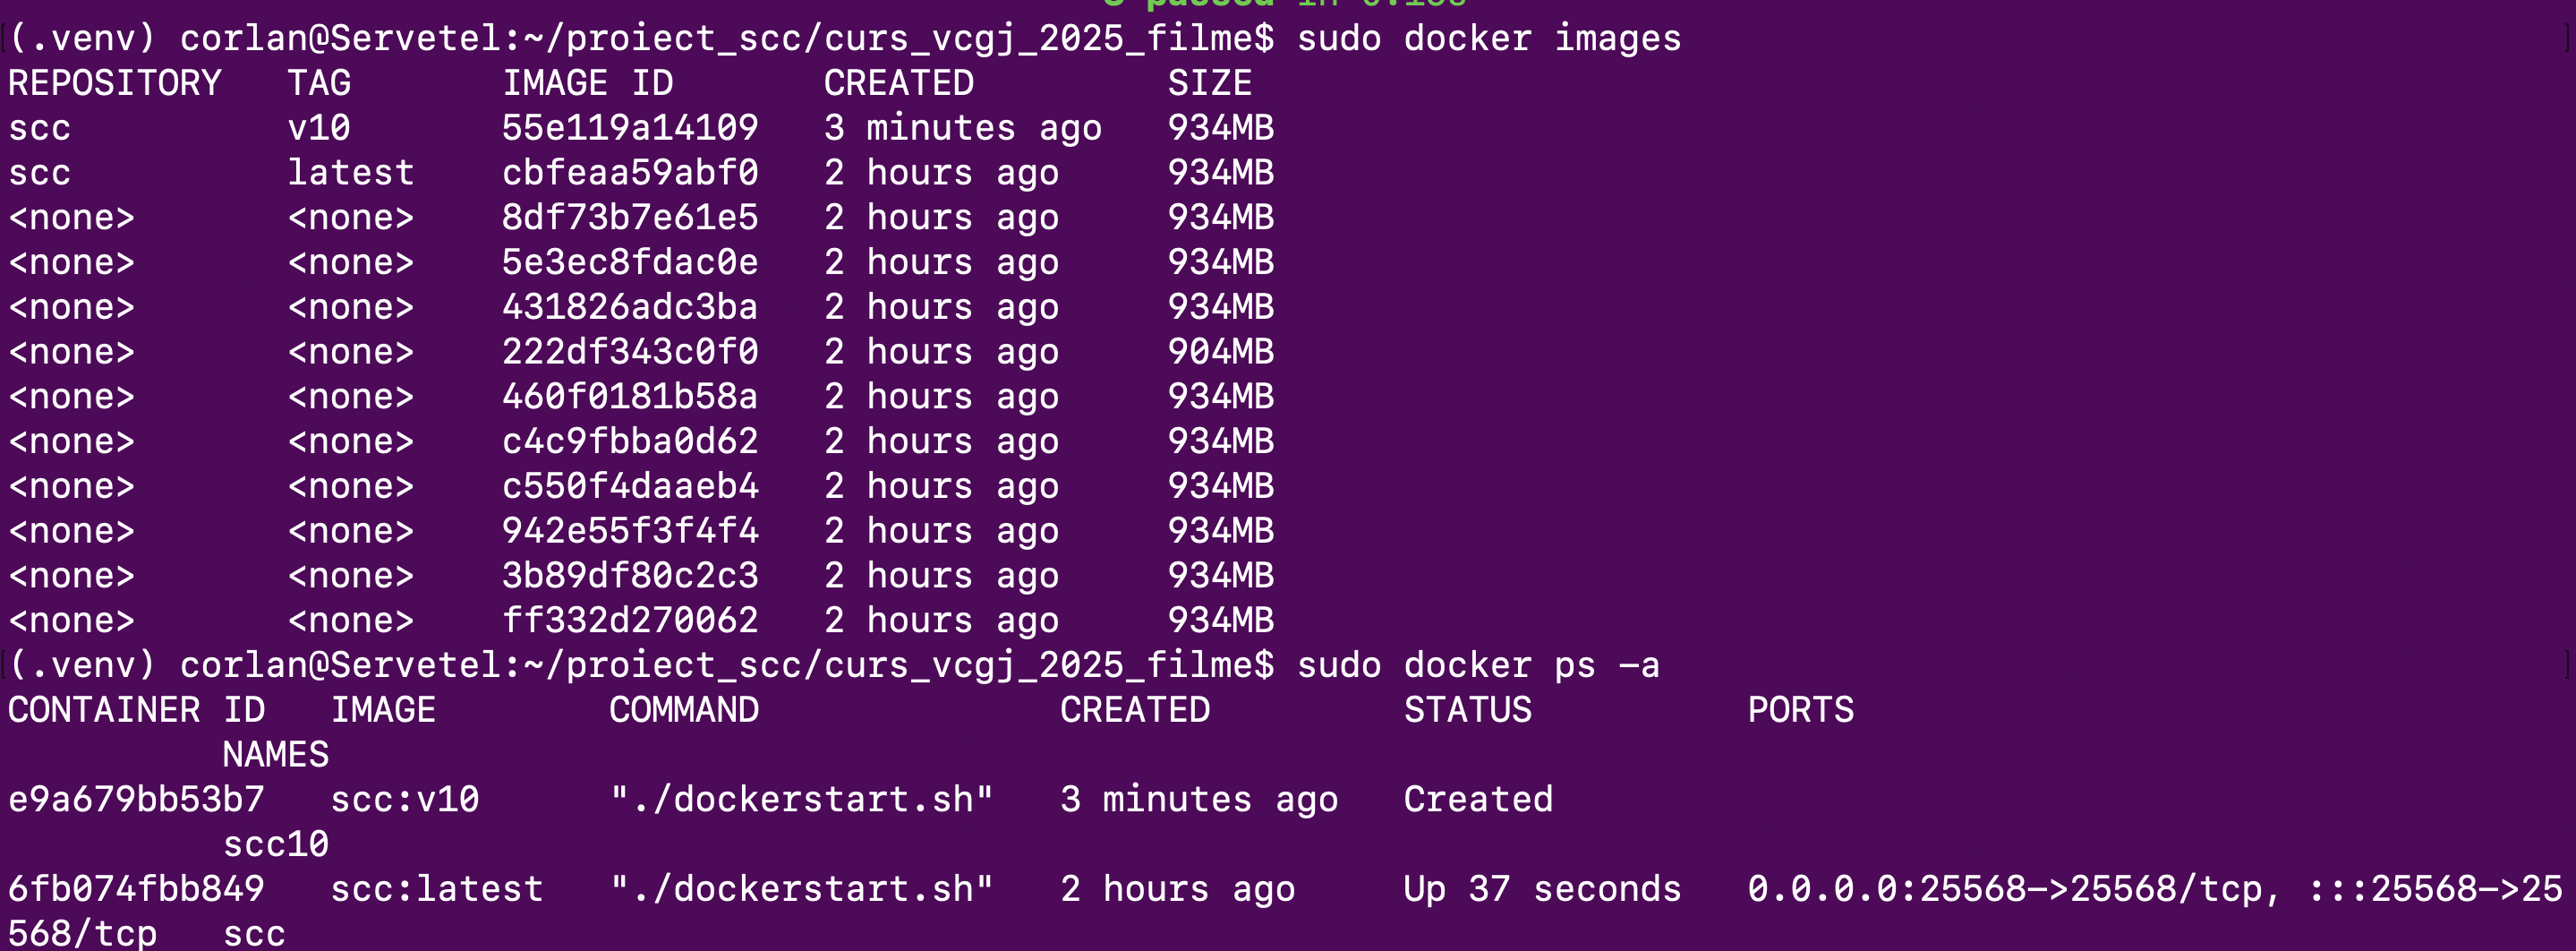 (.venv) corlan@Servetel:~/proiect_scc/curs_vcgj_2025_filme$ sudo docker images
REPOSITORY   TAG       IMAGE ID       CREATED         SIZE
scc          v10       55e119a14109   3 minutes ago   934MB
scc          latest    cbfeaa59abf0   2 hours ago     934MB
<none>       <none>    8df73b7e61e5   2 hours ago     934MB
<none>       <none>    5e3ec8fdac0e   2 hours ago     934MB
<none>       <none>    431826adc3ba   2 hours ago     934MB
<none>       <none>    222df343c0f0   2 hours ago     904MB
<none>       <none>    460f0181b58a   2 hours ago     934MB
<none>       <none>    c4c9fbba0d62   2 hours ago     934MB
<none>       <none>    c550f4daaeb4   2 hours ago     934MB
<none>       <none>    942e55f3f4f4   2 hours ago     934MB
<none>       <none>    3b89df80c2c3   2 hours ago     934MB
<none>       <none>    ff332d270062   2 hours ago     934MB
(.venv) corlan@Servetel:~/proiect_scc/curs_vcgj_2025_filme$ sudo docker ps -a
CONTAINER ID   IMAGE        COMMAND              CREATED         STATUS          PORTS
          NAMES
e9a679bb53b7   scc:v10      "./dockerstart.sh"   3 minutes ago   Created
          scc10
6fb074fbb849   scc:latest   "./dockerstart.sh"   2 hours ago     Up 37 seconds   0.0.0.0:25568->25568/tcp, :::25568->25
568/tcp   scc